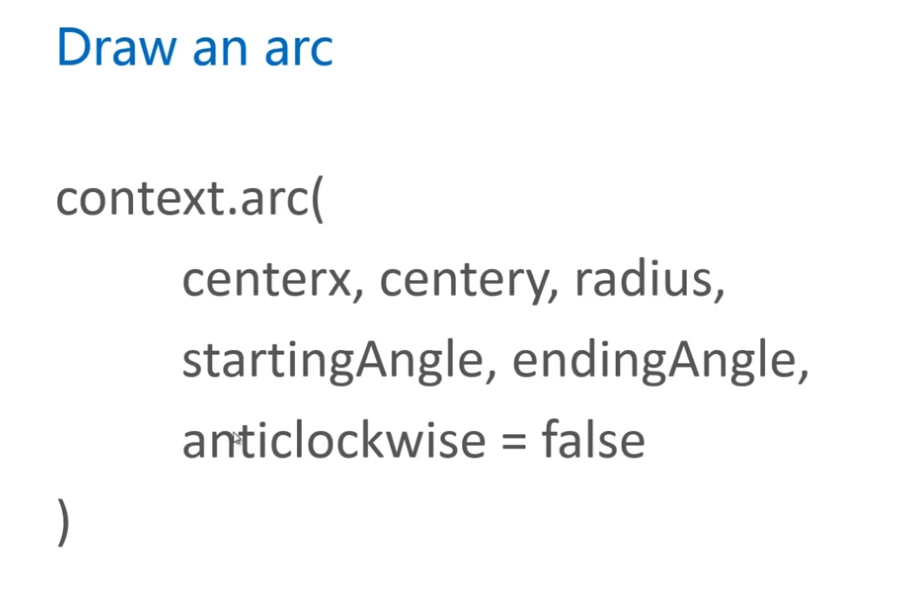 Draw an arc
context.arc(
centerx, centery, radius,
startingAngle, endingAngle,
anticlockwise = false
)